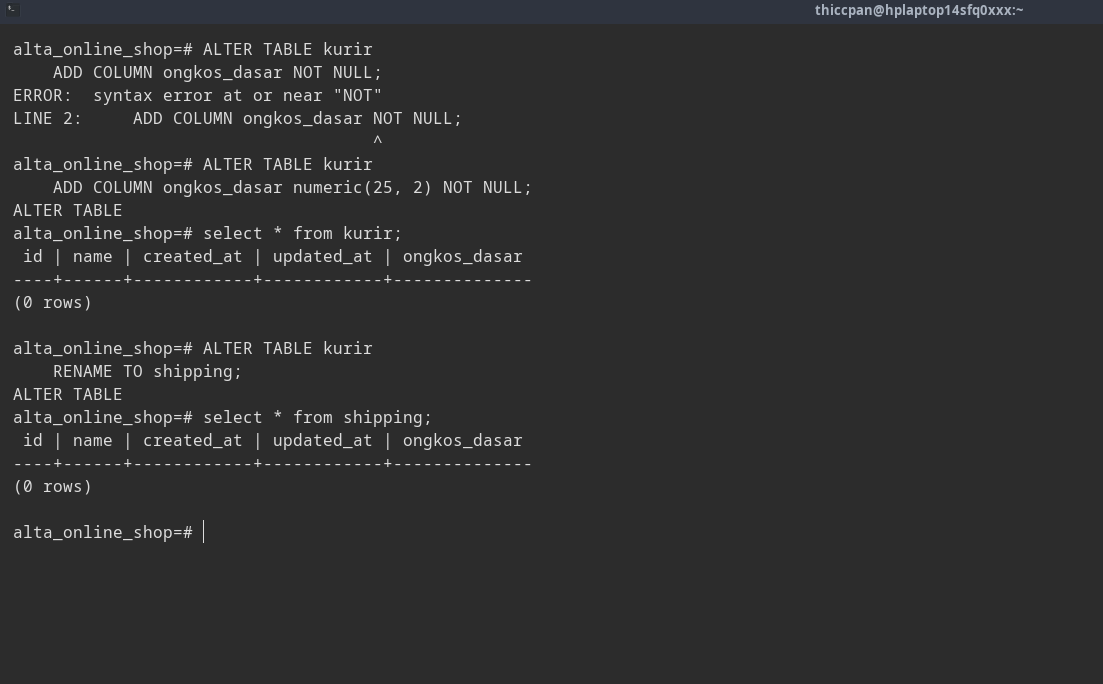 thiccpan@hplaptop14sfq0xxx:~
alta_online_shop=# ALTER TABLE kurir
    ADD COLUMN ongkos_dasar NOT NULL;
ERROR:  syntax error at or near "NOT"
LINE 2:     ADD COLUMN ongkos_dasar NOT NULL;
                                    ^
alta_online_shop=# ALTER TABLE kurir
    ADD COLUMN ongkos_dasar numeric(25, 2) NOT NULL;
ALTER TABLE
alta_online_shop=# select * from kurir;
 id | name | created_at | updated_at | ongkos_dasar
----+------+------------+------------+--------------
(0 rows)

alta_online_shop=# ALTER TABLE kurir
    RENAME TO shipping;
ALTER TABLE
alta_online_shop=# select * from shipping;
 id | name | created_at | updated_at | ongkos_dasar
----+------+------------+------------+--------------
(0 rows)

alta_online_shop=#